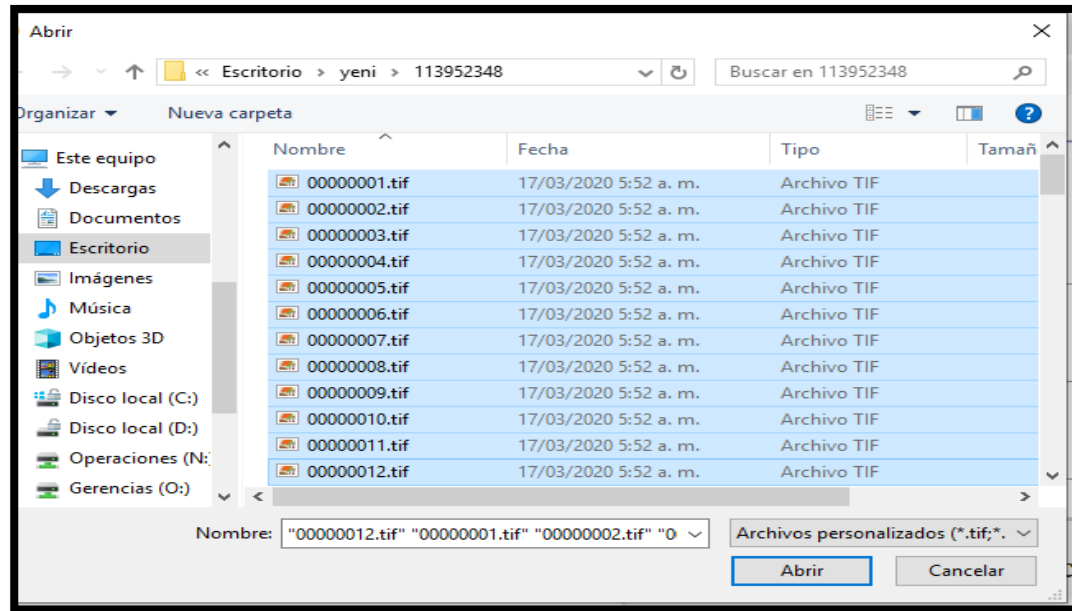 Abrir
« Escritorio > yeni > 113952348
Buscar en 113952348
Organizar
Nueva carpeta
Nombre Fecha Tipo Tamañ
Este equipo
Descargas
Documentos
Escritorio
Imágenes
Música
Objetos 3D
Vídeos
Disco local (C:)
Disco local (D:)
Operaciones (N:
Gerencias (O:)
00000001.tif 17/03/2020 5:52 a. m. Archivo TIF
00000002.tif 17/03/2020 5:52 a. m. Archivo TIF
00000003.tif 17/03/2020 5:52 a. m. Archivo TIF
00000004.tif 17/03/2020 5:52 a. m. Archivo TIF
00000005.tif 17/03/2020 5:52 a. m. Archivo TIF
00000006.tif 17/03/2020 5:52 a. m. Archivo TIF
00000007.tif 17/03/2020 5:52 a. m. Archivo TIF
00000008.tif 17/03/2020 5:52 a. m. Archivo TIF
00000009.tif 17/03/2020 5:52 a. m. Archivo TIF
00000010.tif 17/03/2020 5:52 a. m. Archivo TIF
00000011.tif 17/03/2020 5:52 a. m. Archivo TIF
00000012.tif 17/03/2020 5:52 a. m. Archivo TIF
Nombre: "00000012.tif" "00000001.tif" "00000002.tif" "0
Archivos personalizados (*.tif;*.
Abrir
Cancelar